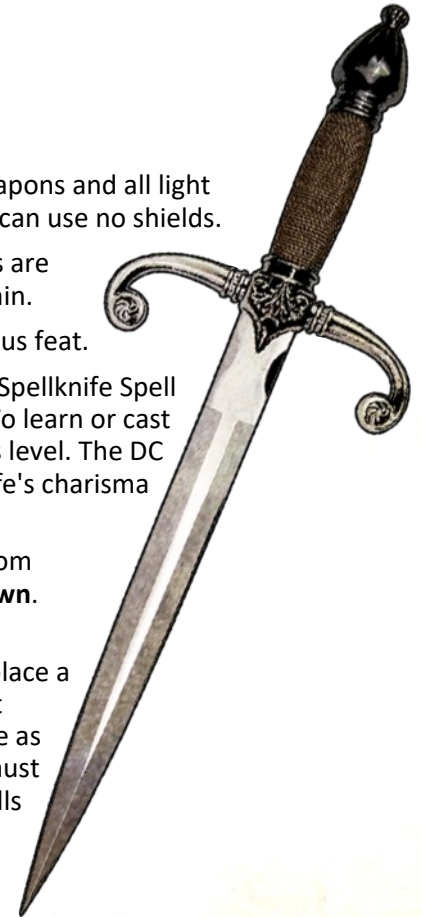 apons and all light
can use no shields.
s are
in.
us feat.
Spellknife Spell
o learn or cast
s level. The DC
fe's charisma
om
wn.
lace a
t
e as
ust
lls